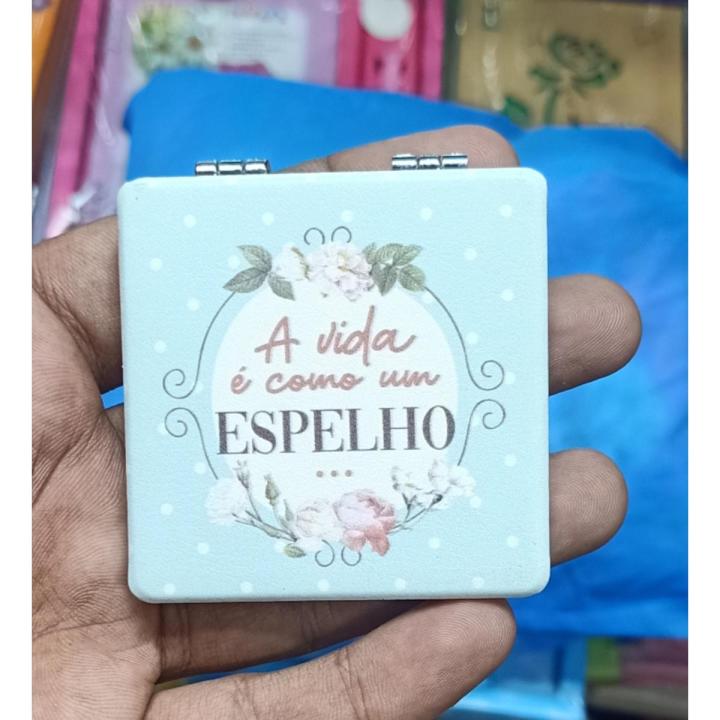 A vida
é como um
ESPELHO
...